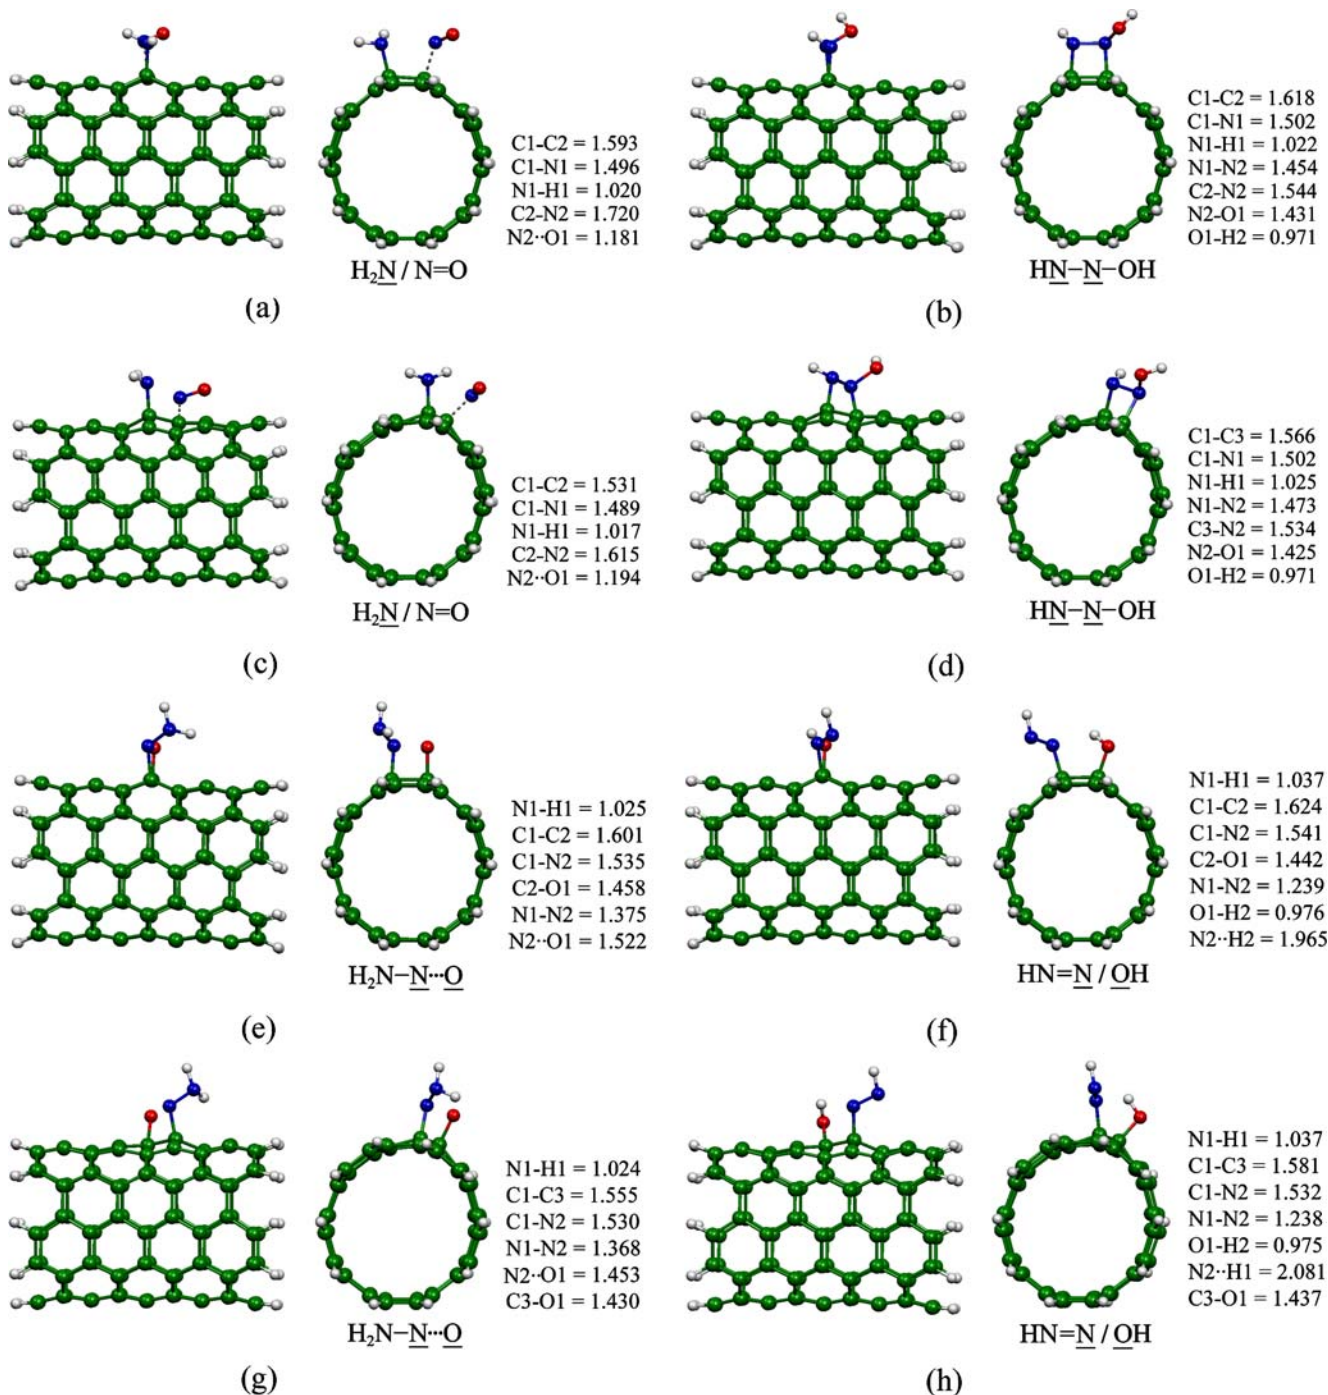 C1-C2 = 1.593
C1-N1 = 1.496
N1-H1 = 1.020
C2-N2 = 1.720
N2··O1 = 1.181
H₂N / N=O
(a)
C1-C2 = 1.618
C1-N1 = 1.502
N1-H1 = 1.022
N1-N2 = 1.454
C2-N2 = 1.544
N2-O1 = 1.431
O1-H2 = 0.971
HN–N–OH
(b)
C1-C2 = 1.531
C1-N1 = 1.489
N1-H1 = 1.017
C2-N2 = 1.615
N2··O1 = 1.194
H₂N / N=O
(c)
C1-C3 = 1.566
C1-N1 = 1.502
N1-H1 = 1.025
N1-N2 = 1.473
C3-N2 = 1.534
N2-O1 = 1.425
O1-H2 = 0.971
HN–N–OH
(d)
N1-H1 = 1.025
C1-C2 = 1.601
C1-N2 = 1.535
C2-O1 = 1.458
N1-N2 = 1.375
N2··O1 = 1.522
H₂N–N···O
(e)
N1-H1 = 1.037
C1-C2 = 1.624
C1-N2 = 1.541
C2-O1 = 1.442
N1-N2 = 1.239
O1-H2 = 0.976
N2··H2 = 1.965
HN=N / OH
(f)
N1-H1 = 1.024
C1-C3 = 1.555
C1-N2 = 1.530
N1-N2 = 1.368
N2··O1 = 1.453
C3-O1 = 1.430
H₂N–N···O
(g)
N1-H1 = 1.037
C1-C3 = 1.581
C1-N2 = 1.532
N1-N2 = 1.238
O1-H2 = 0.975
N2··H1 = 2.081
C3-O1 = 1.437
HN=N / OH
(h)